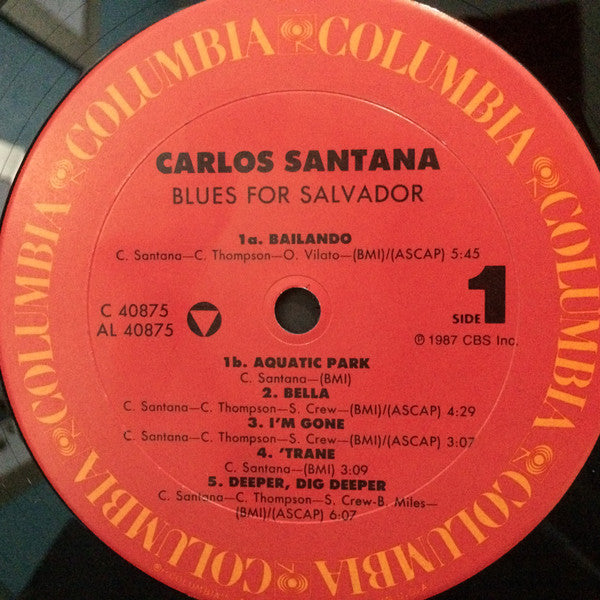 COLUMBIA COLUMBIA COLUMBIA COLUMBIA COLUMBIA COLUMBIA
CARLOS SANTANA
BLUES FOR SALVADOR
1a. BAILANDO
C. Santana—C. Thompson—O. Vilato—(BMI)/(ASCAP) 5:45
C 40875
AL 40875
SIDE 1
℗ 1987 CBS Inc.
1b. AQUATIC PARK
C. Santana—(BMI)
2. BELLA
C. Santana—C. Thompson—S. Crew—(BMI)/(ASCAP) 4:29
3. I'M GONE
C. Santana—C. Thompson—S. Crew—(BMI)/(ASCAP) 3:07
4. 'TRANE
C. Santana—(BMI) 3:09
5. DEEPER, DIG DEEPER
C. Santana—C. Thompson—S. Crew-B. Miles—
(BMI)/(ASCAP) 6:07